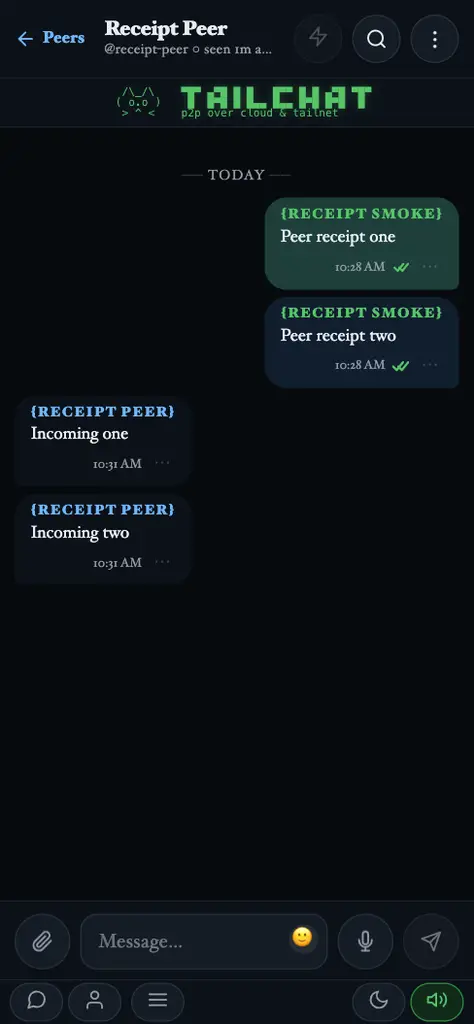 Peers
Receipt Peer
@receipt-peer ○ seen 1m a...
/\_/\
( o.o )
> ^ <
TAILCHAT
p2p over cloud & tailnet
TODAY
{RECEIPT SMOKE}
Peer receipt one
10:28 AM
{RECEIPT SMOKE}
Peer receipt two
10:28 AM
{RECEIPT PEER}
Incoming one
10:31 AM
{RECEIPT PEER}
Incoming two
10:31 AM
Message...